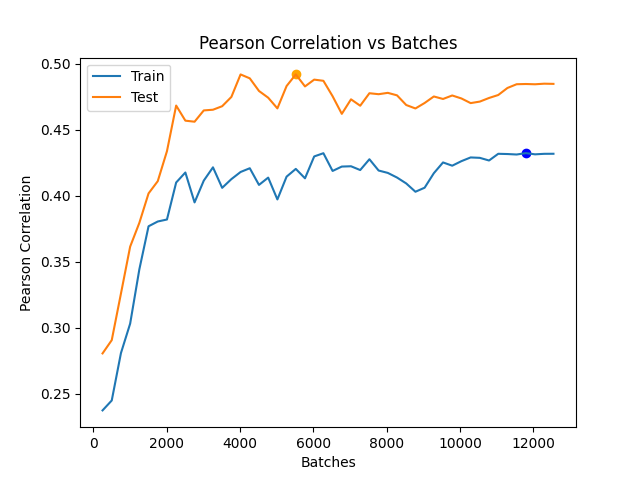 Pearson Correlation vs Batches
Train
Test
Pearson Correlation
0.50
0.45
0.40
0.35
0.30
0.25
0 2000 4000 6000 8000 10000 12000
Batches